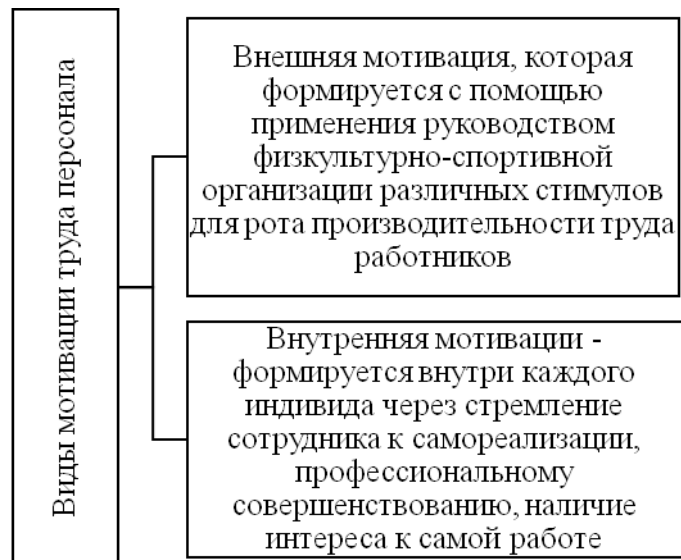 Виды мотивации труда персонала
Внешняя мотивация, которая
формируется с помощью
применения руководством
физкультурно-спортивной
организации различных стимулов
для рота производительности труда
работников
Внутренняя мотивации -
формируется внутри каждого
индивида через стремление
сотрудника к самореализации,
профессиональному
совершенствованию, наличие
интереса к самой работе